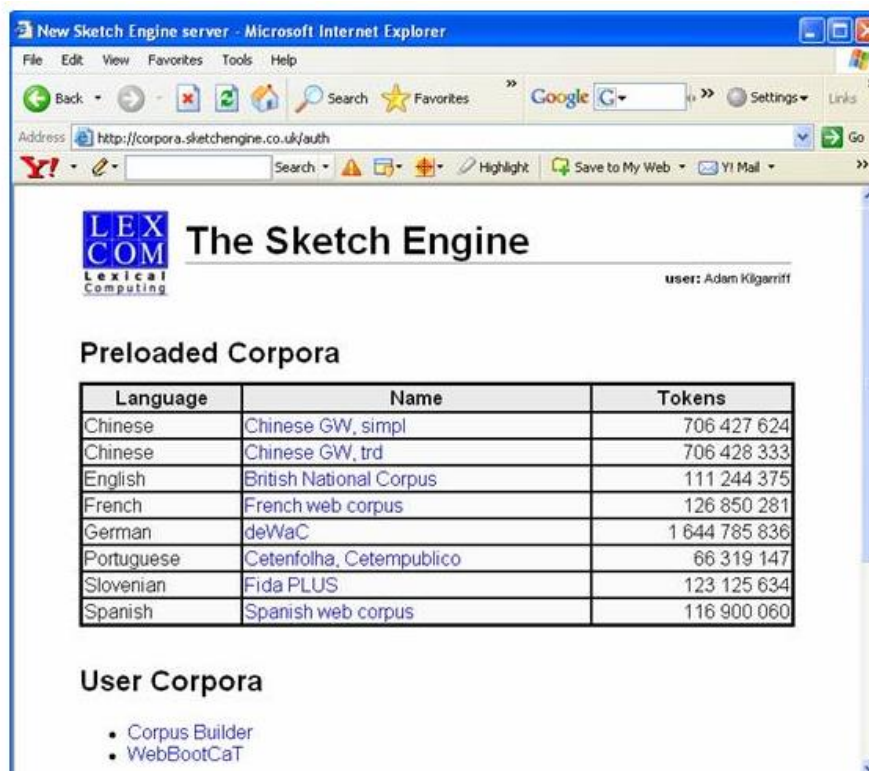 New Sketch Engine server - Microsoft Internet Explorer
File Edit View Favorites Tools Help
Back Search Favorites » Google G Settings Links
Address http://corpora.sketchengine.co.uk/auth Go
Y! Search Highlight Save to My Web Y! Mail »
LEX
COM
Lexical
Computing
The Sketch Engine
user: Adam Kilgarriff
Preloaded Corpora
Language Name Tokens
Chinese Chinese GW, simpl 706 427 624
Chinese Chinese GW, trd 706 428 333
English British National Corpus 111 244 375
French French web corpus 126 850 281
German deWaC 1 644 785 836
Portuguese Cetenfolha, Cetempublico 66 319 147
Slovenian Fida PLUS 123 125 634
Spanish Spanish web corpus 116 900 060
User Corpora
• Corpus Builder
• WebBootCaT